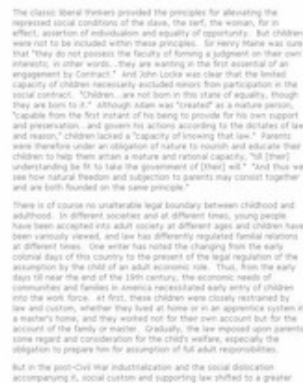 The classic liberal thinkers provided the principles for alleviating the
repressed social conditions of the slave, the serf, the woman, for in
effect, assertion of individualism and equality of opportunity. But children
were not to be included within these principles. Sir Henry Maine was sure
that "they do not possess the faculty of forming a judgment on their own
interests; in other words...they are wanting in the first essential of an
engagement by Contract." And John Locke was clear that the limited
capacity of children necessarily excluded minors from participation in the
social contract. "Children...are not born in this state of equality, though
they are born to it." Although Adam was "created" as a mature person,
"capable from the first instant of his being to provide for his own support
and preservation...and govern his actions according to the dictates of law
and reason," children lacked a "capacity of knowing that law." Parents
were therefore under an obligation of nature to nourish and educate their
children to help them attain a mature and rational capacity, "till [their]
understanding be fit to take the government of [their] will." "And thus we
see how natural freedom and subjection to parents may consist together
and are both founded on the same principle."
There is of course no unalterable legal boundary between childhood and
adulthood. In different societies and at different times, young people
have been accepted into adult society at different ages and children have
been variously viewed, and law has differently regulated familial relations
at different times. One writer has noted the changing from the early
colonial days of this country to the present of the legal regulation of the
assumption by the child of an adult economic role. Thus, from the early
days till near the end of the 19th century, the economic needs of
communities and families in America necessitated early entry of children
into the work force. At first, these children were closely restrained by
law and custom, whether they lived at home or in an apprentice system in
a master's home, and they worked not for their own account but for the
account of the family or master. Gradually, the law imposed upon parents
some regard and consideration for the child's welfare, especially the
obligation to prepare him for assumption of full adult responsibilities.
But in the post-Civil War industrialization and the social dislocation
accompanying it, social custom and supporting law shifted to a greater